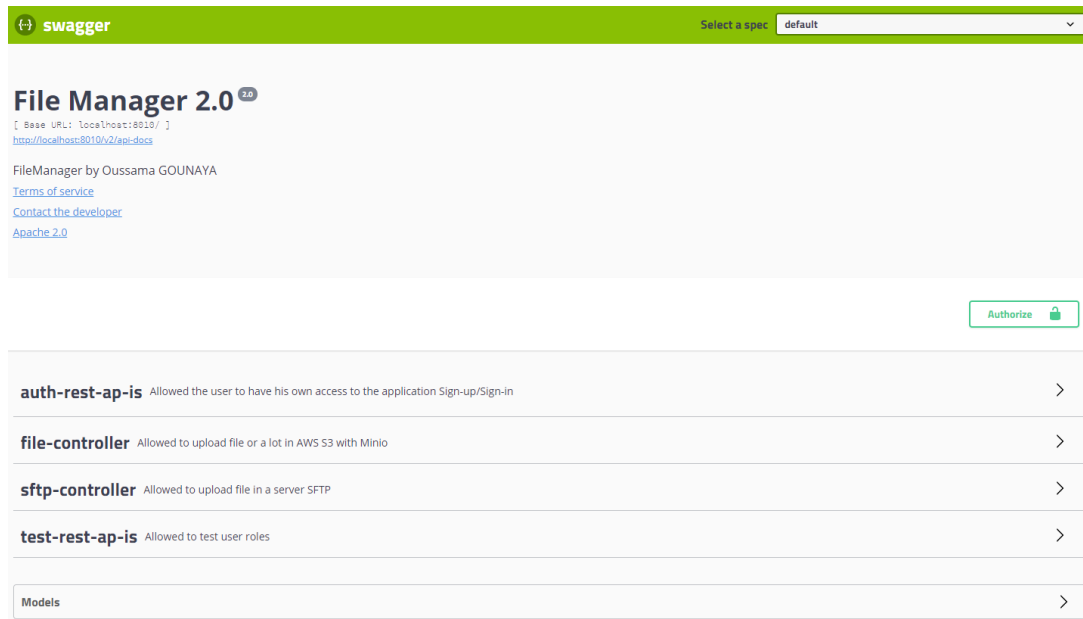 swagger
Select a spec default
File Manager 2.0 2.0
[ Base URL: localhost:8010/ ]
http://localhost:8010/v2/api-docs
FileManager by Oussama GOUNAYA
Terms of service
Contact the developer
Apache 2.0
Authorize
auth-rest-ap-is Allowed the user to have his own access to the application Sign-up/Sign-in
file-controller Allowed to upload file or a lot in AWS S3 with Minio
sftp-controller Allowed to upload file in a server SFTP
test-rest-ap-is Allowed to test user roles
Models